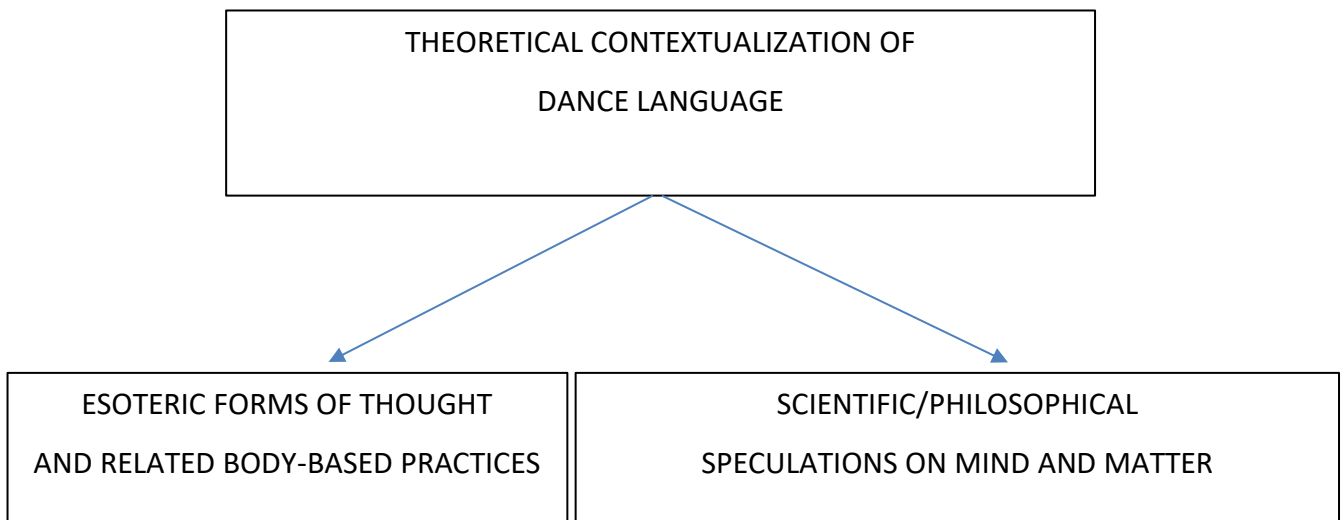 THEORETICAL CONTEXTUALIZATION OF
DANCE LANGUAGE
ESOTERIC FORMS OF THOUGHT
AND RELATED BODY-BASED PRACTICES
SCIENTIFIC/PHILOSOPHICAL
SPECULATIONS ON MIND AND MATTER